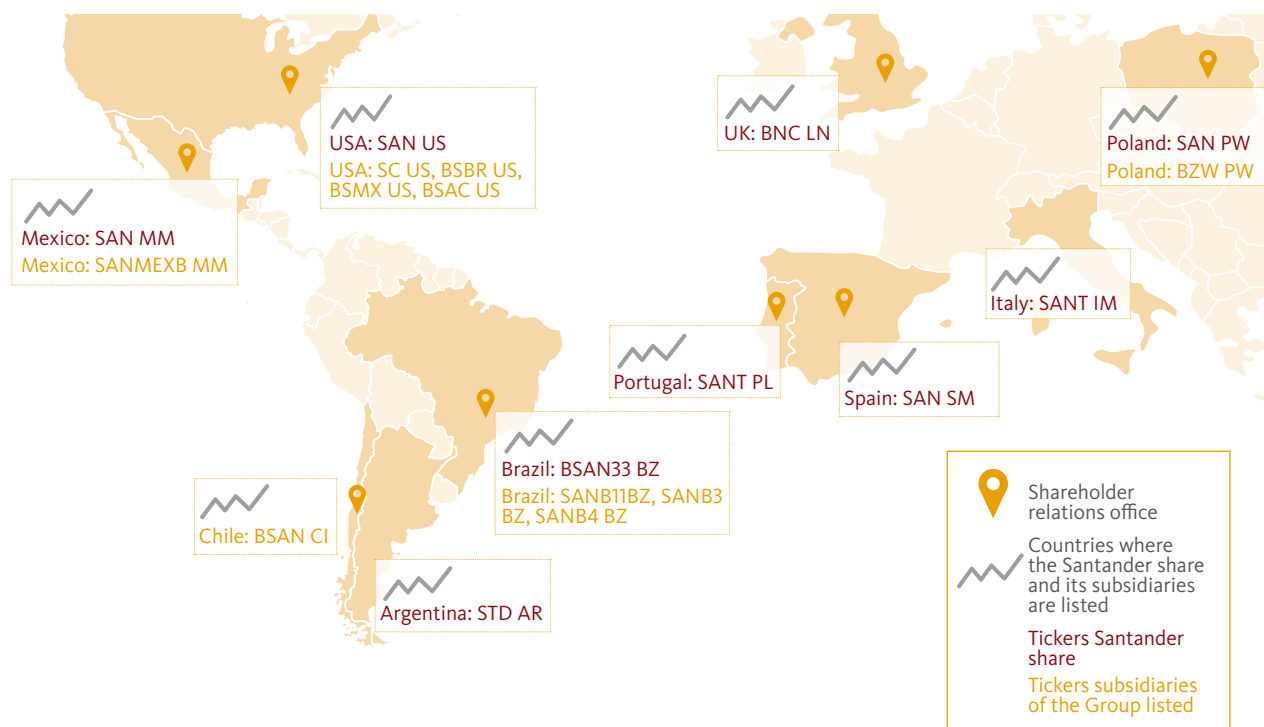 USA: SAN US
USA: SC US, BSBR US,
BSMX US, BSAC US
UK: BNC LN
Poland: SAN PW
Poland: BZW PW
Mexico: SAN MM
Mexico: SANMEXB MM
Italy: SANT IM
Portugal: SANT PL
Spain: SAN SM
Brazil: BSAN33 BZ
Brazil: SANB11BZ, SANB3
BZ, SANB4 BZ
Chile: BSAN CI
Argentina: STD AR
Shareholder
relations office
Countries where
the Santander share
and its subsidiaries
are listed
Tickers Santander
share
Tickers subsidiaries
of the Group listed